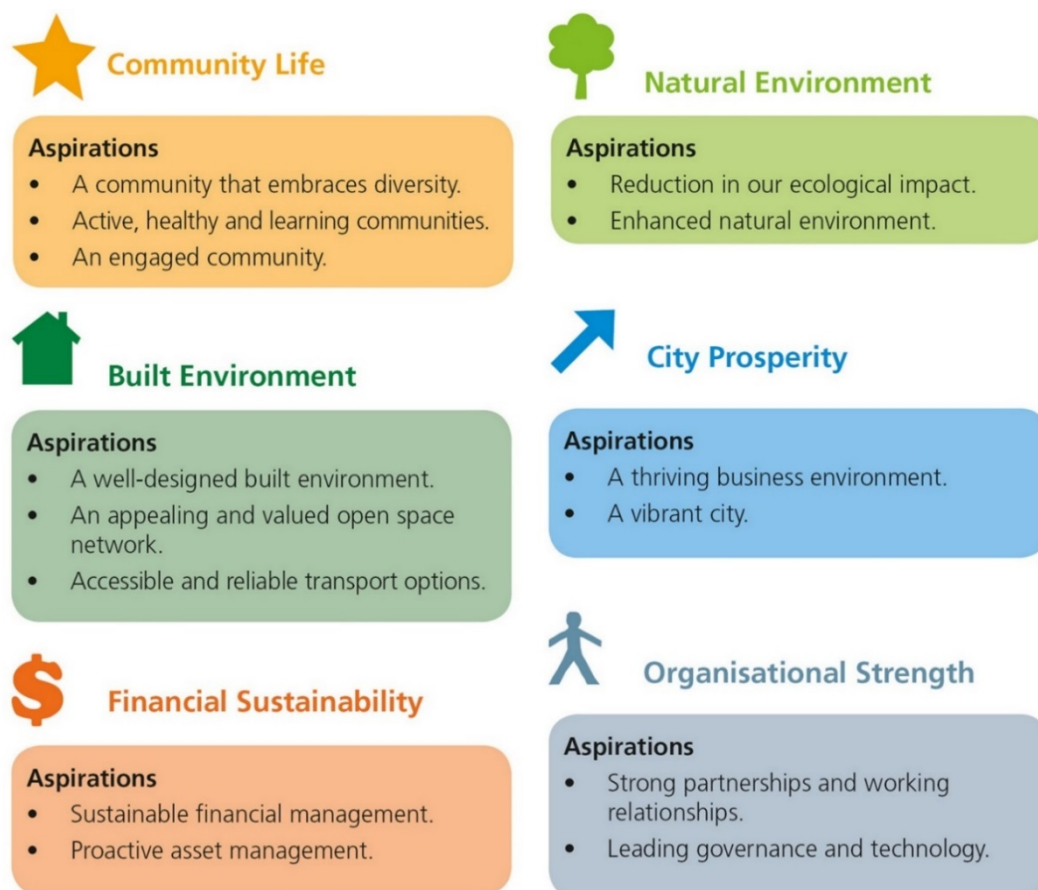 Community Life
Aspirations
• A community that embraces diversity.
• Active, healthy and learning communities.
• An engaged community.
Natural Environment
Aspirations
• Reduction in our ecological impact.
• Enhanced natural environment.
Built Environment
Aspirations
• A well-designed built environment.
• An appealing and valued open space
network.
• Accessible and reliable transport options.
City Prosperity
Aspirations
• A thriving business environment.
• A vibrant city.
Financial Sustainability
Aspirations
• Sustainable financial management.
• Proactive asset management.
Organisational Strength
Aspirations
• Strong partnerships and working
relationships.
• Leading governance and technology.